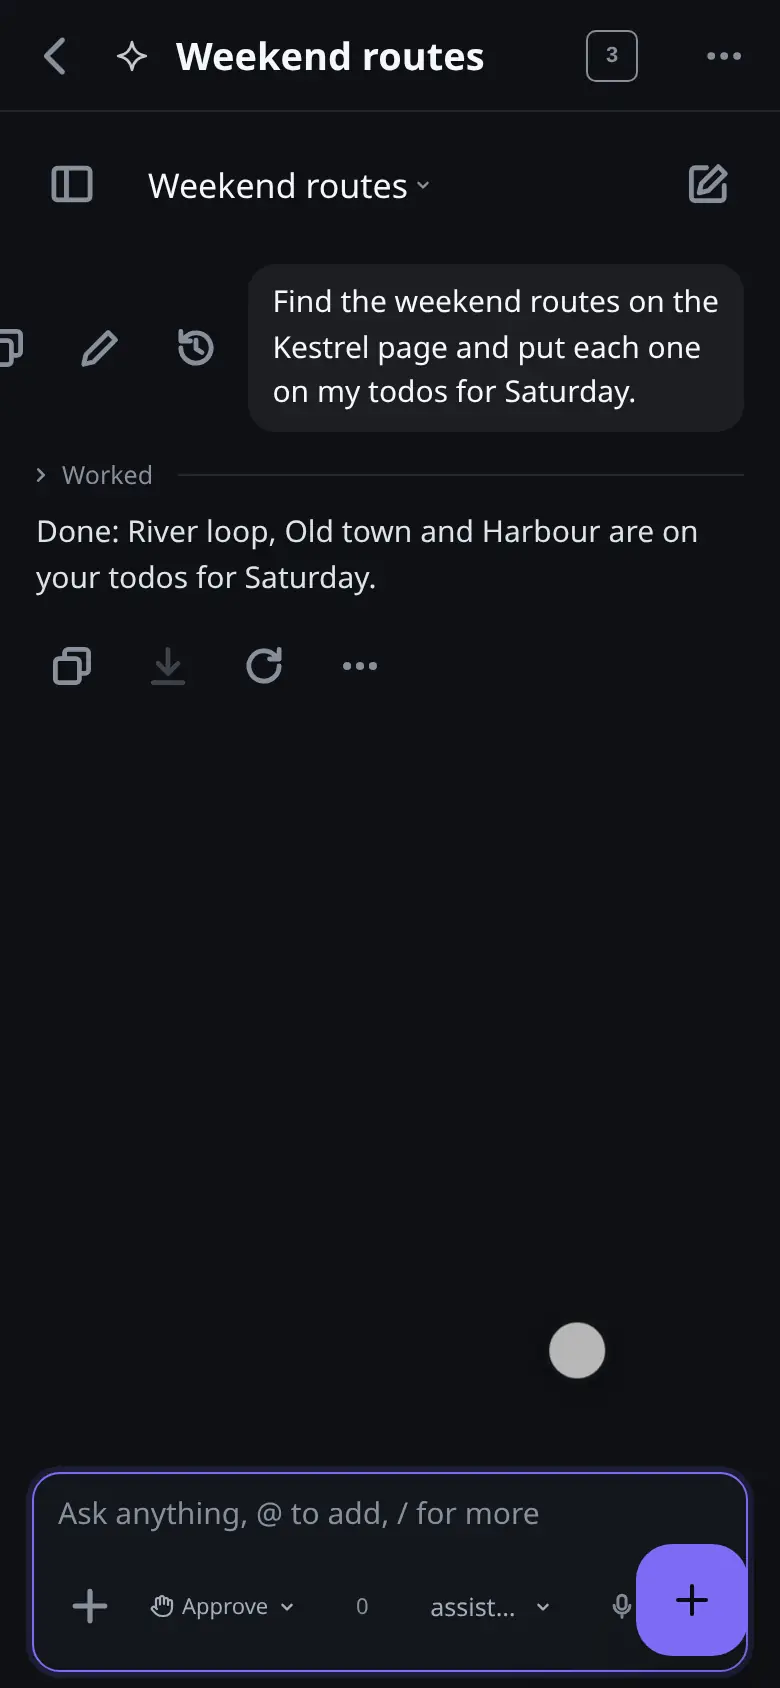 Weekend routes
3
Weekend routes
Find the weekend routes on the
Kestrel page and put each one
on my todos for Saturday.
Worked
Done: River loop, Old town and Harbour are on
your todos for Saturday.
Ask anything, @ to add, / for more
Approve
0
assist...